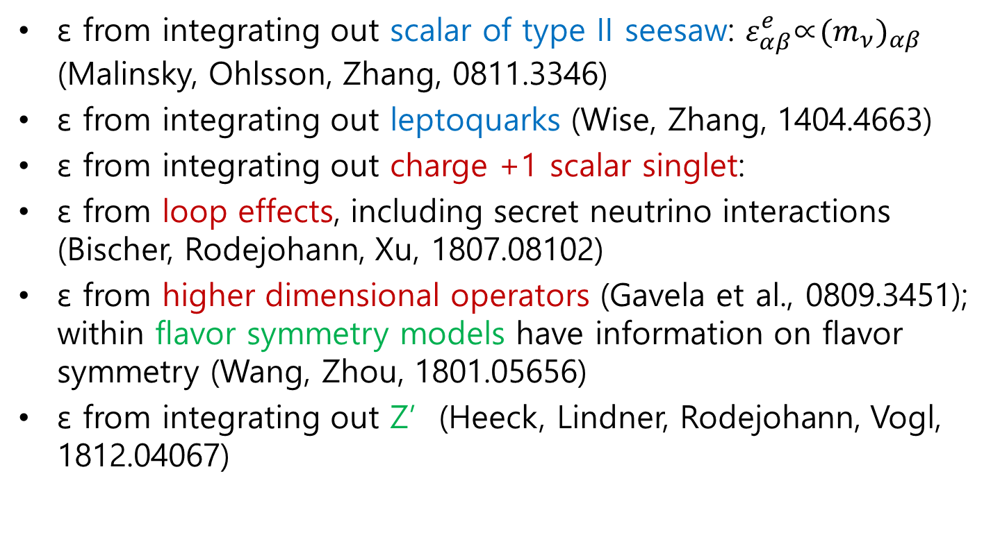 • ε from integrating out scalar of type II seesaw: $\varepsilon^{e}_{\alpha\beta} \propto (m_{\nu})_{\alpha\beta}$
(Malinsky, Ohlsson, Zhang, 0811.3346)
• ε from integrating out leptoquarks (Wise, Zhang, 1404.4663)
• ε from integrating out charge +1 scalar singlet:
• ε from loop effects, including secret neutrino interactions
(Bischer, Rodejohann, Xu, 1807.08102)
• ε from higher dimensional operators (Gavela et al., 0809.3451);
within flavor symmetry models have information on flavor
symmetry (Wang, Zhou, 1801.05656)
• ε from integrating out Z′ (Heeck, Lindner, Rodejohann, Vogl,
1812.04067)